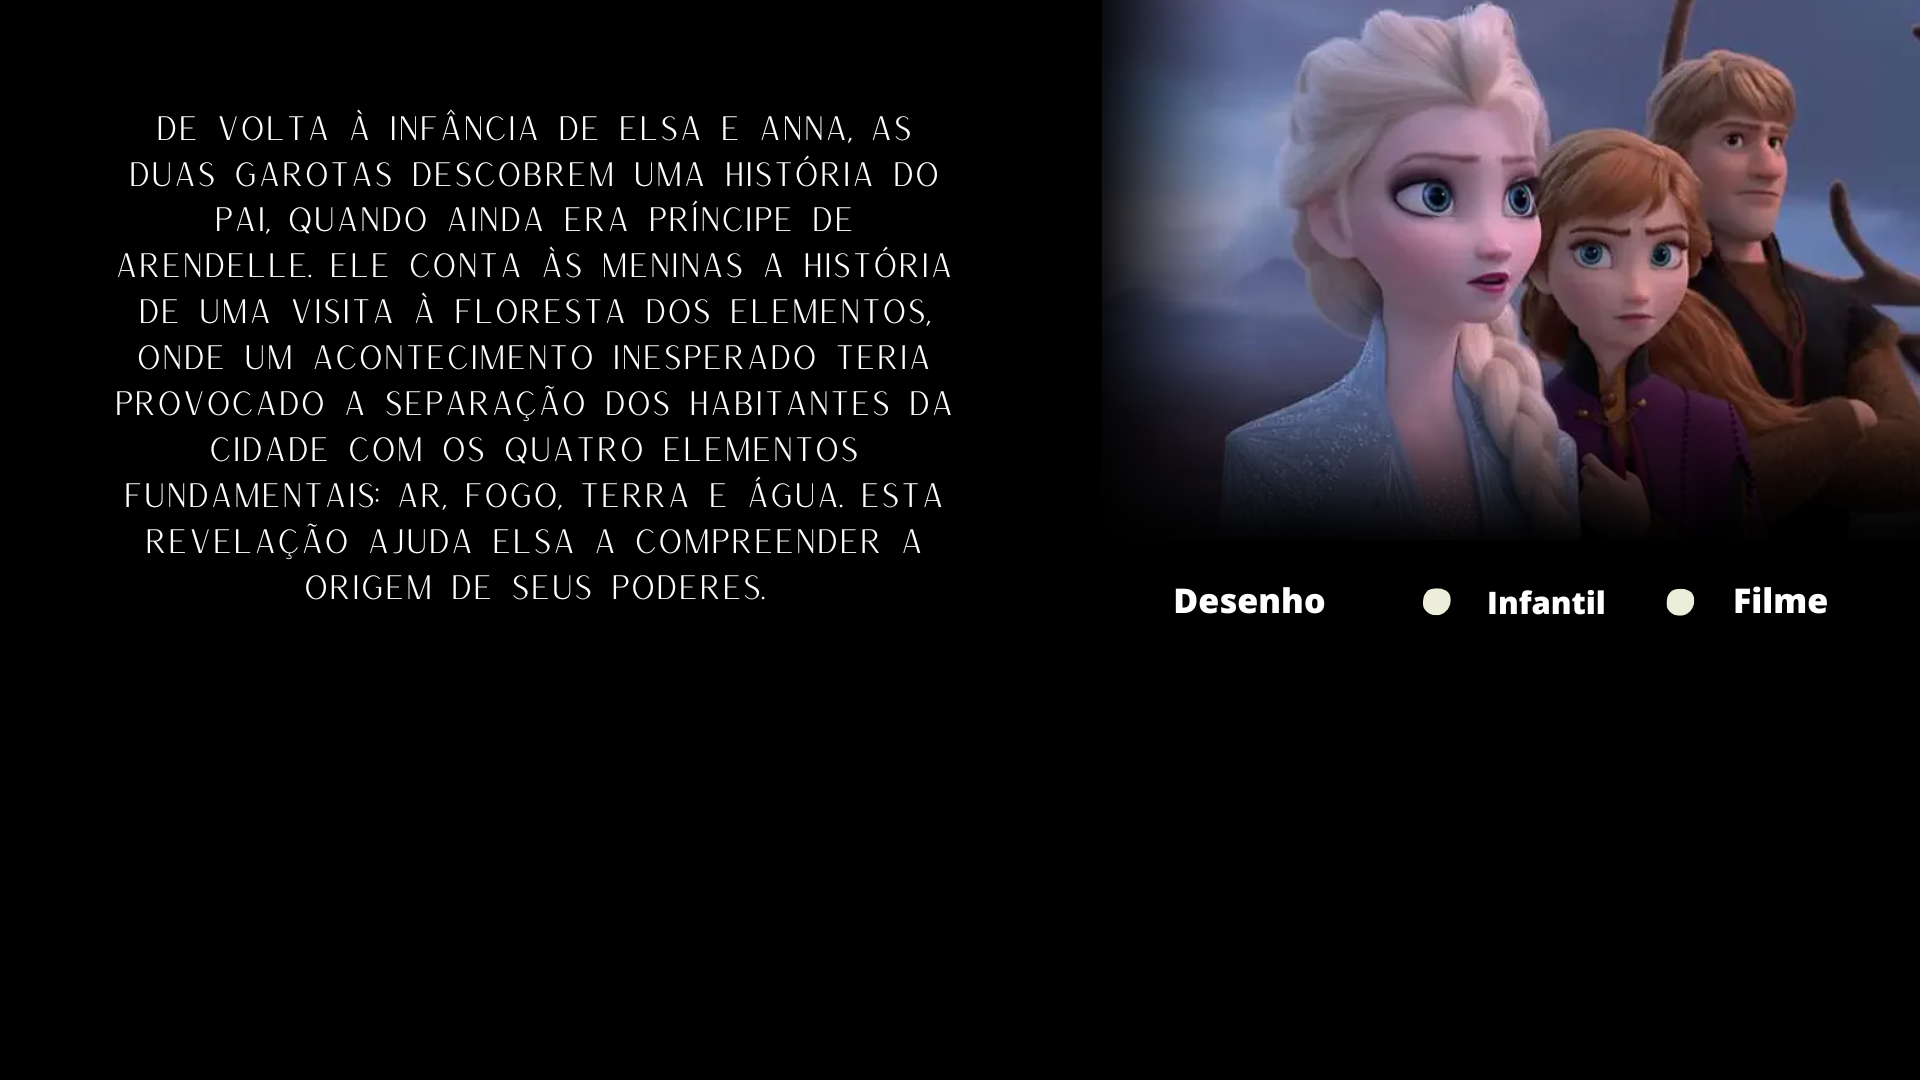 DE VOLTA À INFÂNCIA DE ELSA E ANNA, AS
DUAS GAROTAS DESCOBREM UMA HISTÓRIA DO
PAI, QUANDO AINDA ERA PRÍNCIPE DE
ARENDELLE. ELE CONTA ÀS MENINAS A HISTÓRIA
DE UMA VISITA À FLORESTA DOS ELEMENTOS,
ONDE UM ACONTECIMENTO INESPERADO TERIA
PROVOCADO A SEPARAÇÃO DOS HABITANTES DA
CIDADE COM OS QUATRO ELEMENTOS
FUNDAMENTAIS: AR, FOGO, TERRA E ÁGUA. ESTA
REVELAÇÃO AJUDA ELSA A COMPREENDER A
ORIGEM DE SEUS PODERES.
Desenho Infantil Filme